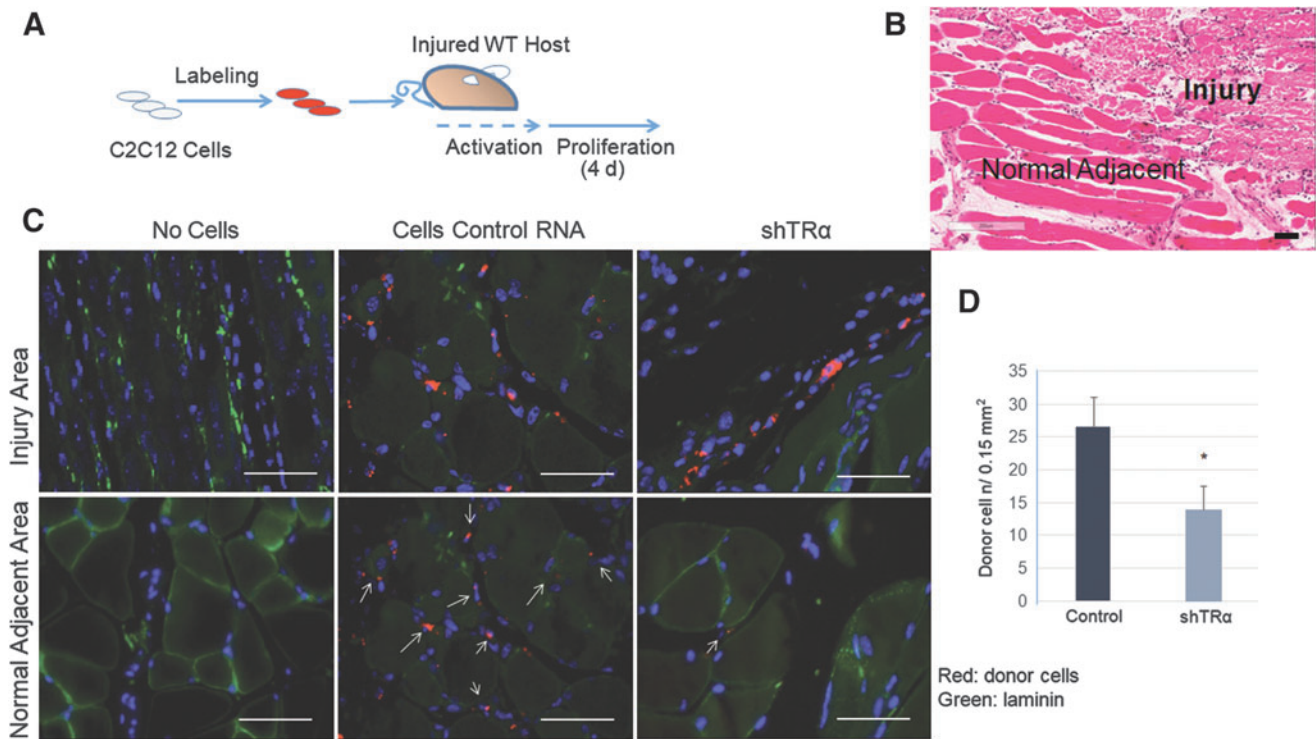 A
Injured WT Host
Labeling
C2C12 Cells
Activation
Proliferation
(4 d)
B
Injury
Normal Adjacent
C
No Cells
Cells Control RNA
shTRα
Injury Area
Normal Adjacent Area
D
Donor cell n/ 0.15 mm²
35
30
25
20
15
10
5
0
*
Control
shTRα
Red: donor cells
Green: laminin